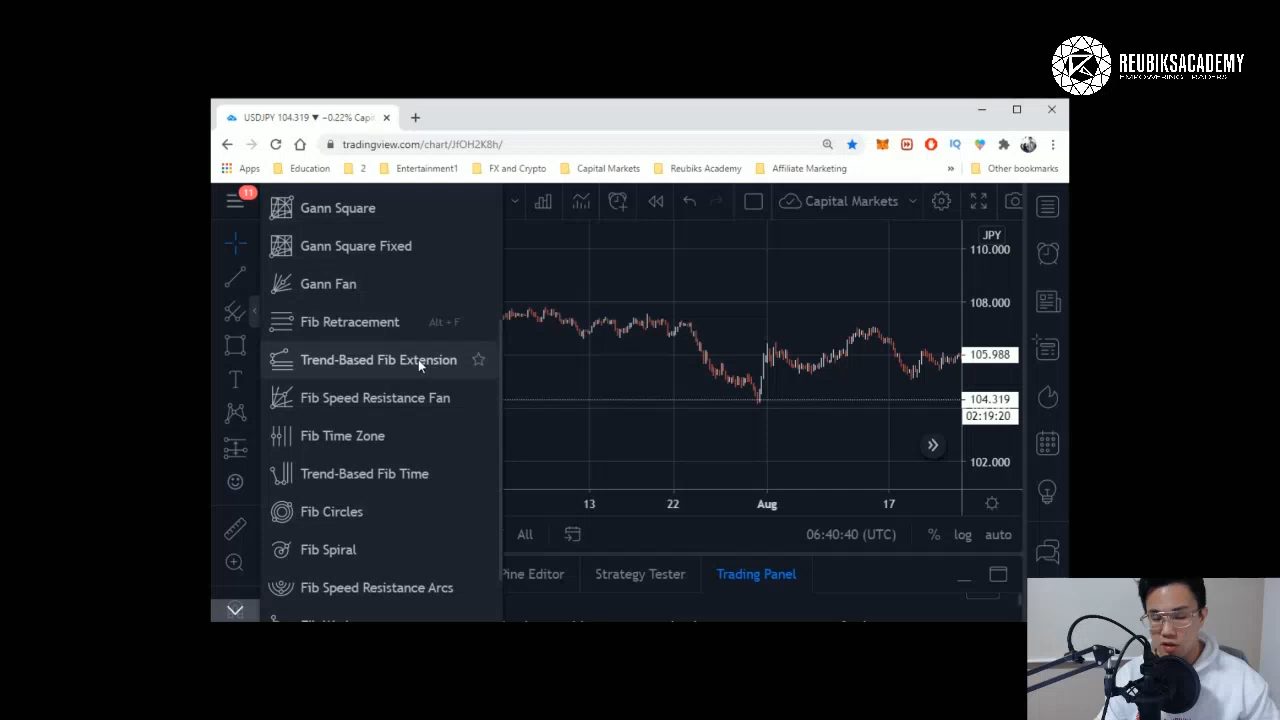 REUBIKSACADEMY
EMPOWERING TRADERS
USDJPY 104.319 ▼ −0.22% Capit
tradingview.com/chart/JfOH2K8h/
Apps Education 2 Entertainment1 FX and Crypto Capital Markets Reubiks Academy Affiliate Marketing » Other bookmarks
11
Capital Markets
Gann Square
Gann Square Fixed
Gann Fan
Fib Retracement Alt + F
Trend-Based Fib Extension
Fib Speed Resistance Fan
Fib Time Zone
Trend-Based Fib Time
Fib Circles
Fib Spiral
Fib Speed Resistance Arcs
JPY
110.000
108.000
105.988
104.319
02:19:20
102.000
13 22 Aug 17
All 06:40:40 (UTC) % log auto
Pine Editor Strategy Tester Trading Panel